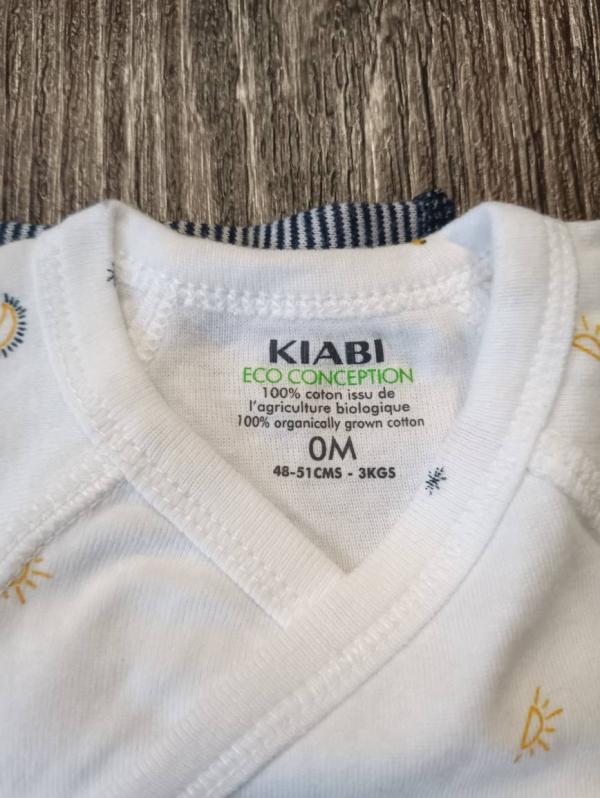 KIABI
ECO CONCEPTION
100% coton issu de
l'agriculture biologique
100% organically grown cotton
0M
48-51CMS - 3KGS